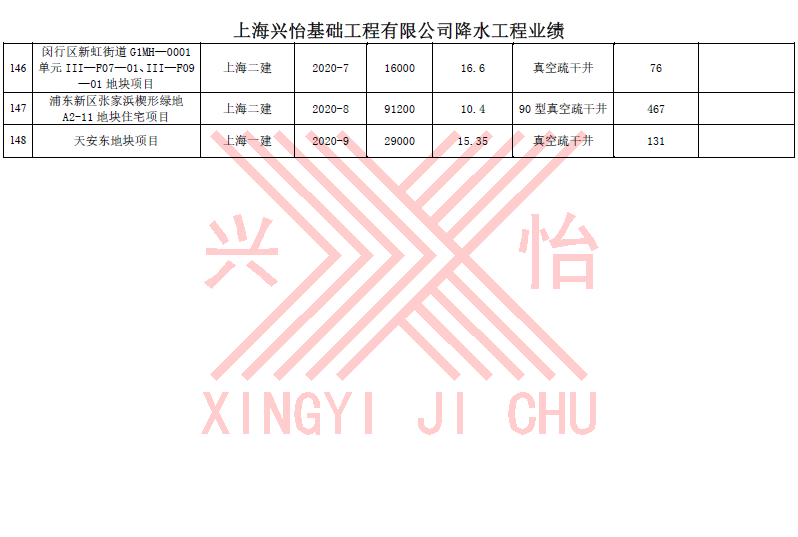 上海兴怡基础工程有限公司降水工程业绩
146 闵行区新虹街道 G1MH—0001
单元 III—F07—01、III—F09
—01 地块项目 上海二建 2020-7 16000 16.6 真空疏干井 76
147 浦东新区张家浜楔形绿地
A2-11 地块住宅项目 上海二建 2020-8 91200 10.4 90 型真空疏干井 467
148 天安东地块项目 上海一建 2020-9 29000 15.35 真空疏干井 131
兴 怡
XINGYI JI CHU